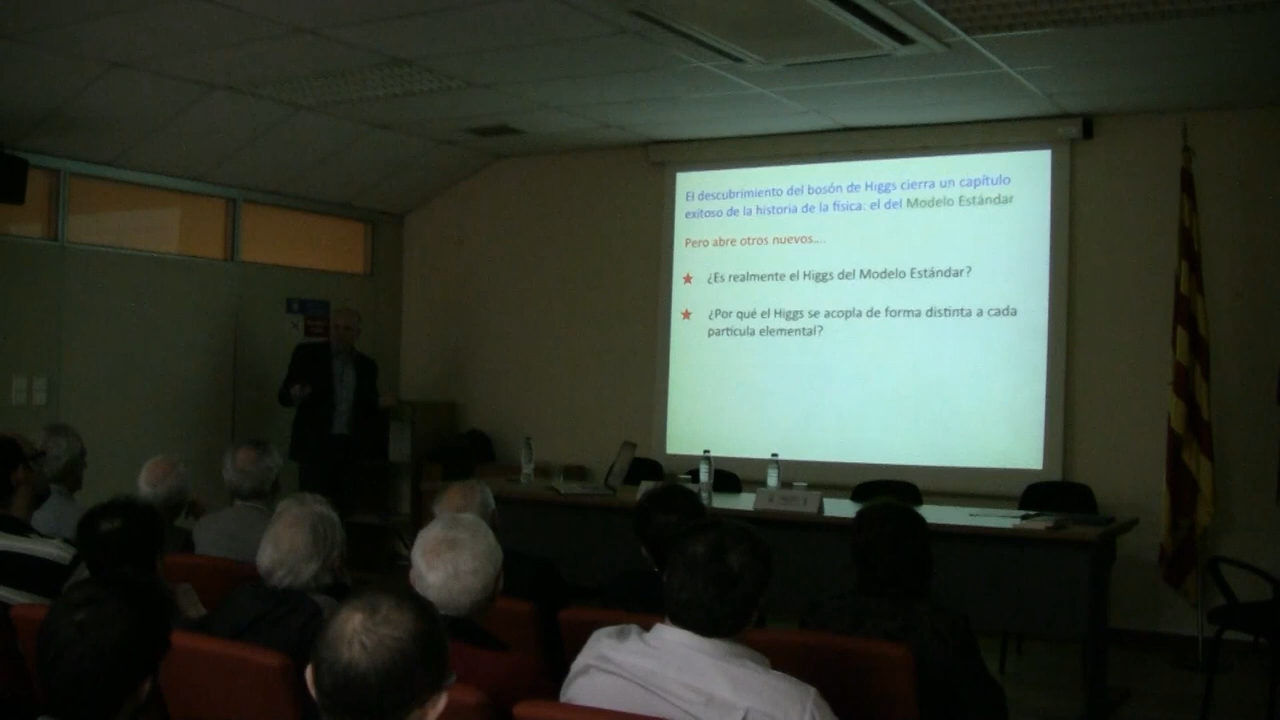 El descubrimiento del bosón de Higgs cierra un capítulo
exitoso de la historia de la física: el del Modelo Estándar
Pero abre otros nuevos....
¿Es realmente el Higgs del Modelo Estándar?
¿Por qué el Higgs se acopla de forma distinta a cada
partícula elemental?